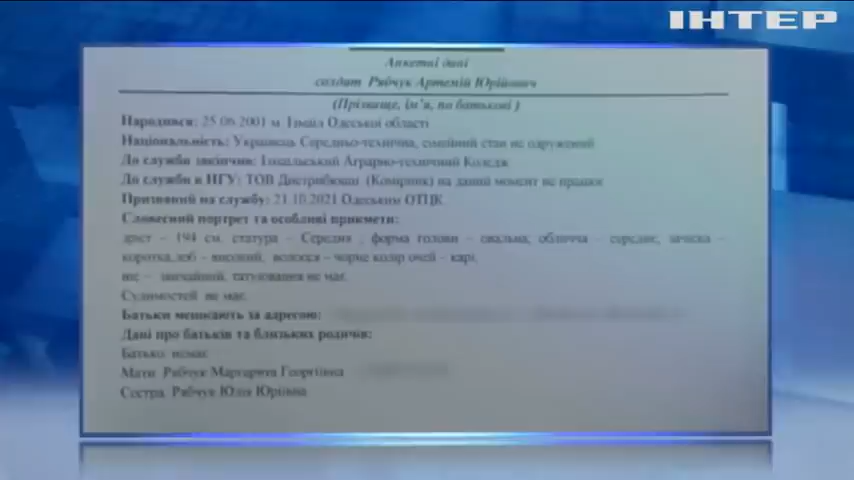 ІНТЕР
Анкетні дані
солдат Рябчук Артемій Юрійович
(Прізвище, ім'я, по батькові )
Народився: 25.06.2001 м. Ізмаїл Одеської області
Національність: Українець Середньо-технічна, сімейний стан не одружений
До служби закінчив: Ізмаїльський Аграрно-технічний Коледж
До служби в НГУ: ТОВ Дистрибюшн (Комірник) на даний момент не працює
Призваний на службу: 21.10.2021 Одеським ОТЦК
Словесний портрет та особливі прикмети:
зріст – 194 см. статура – Середня , форма голови – овальна, обличчя – середнє, зачіска –
коротка, лоб – високий, волосся – чорне колір очей – карі,
ніс – звичайний, татуювання не має.
Судимостей не має.
Батьки мешкають за адресою:
Дані про батьків та близьких родичів:
Батько немає
Мати Рябчук Маргарита Георгіївна
Сестра Рябчук Юлія Юріївна